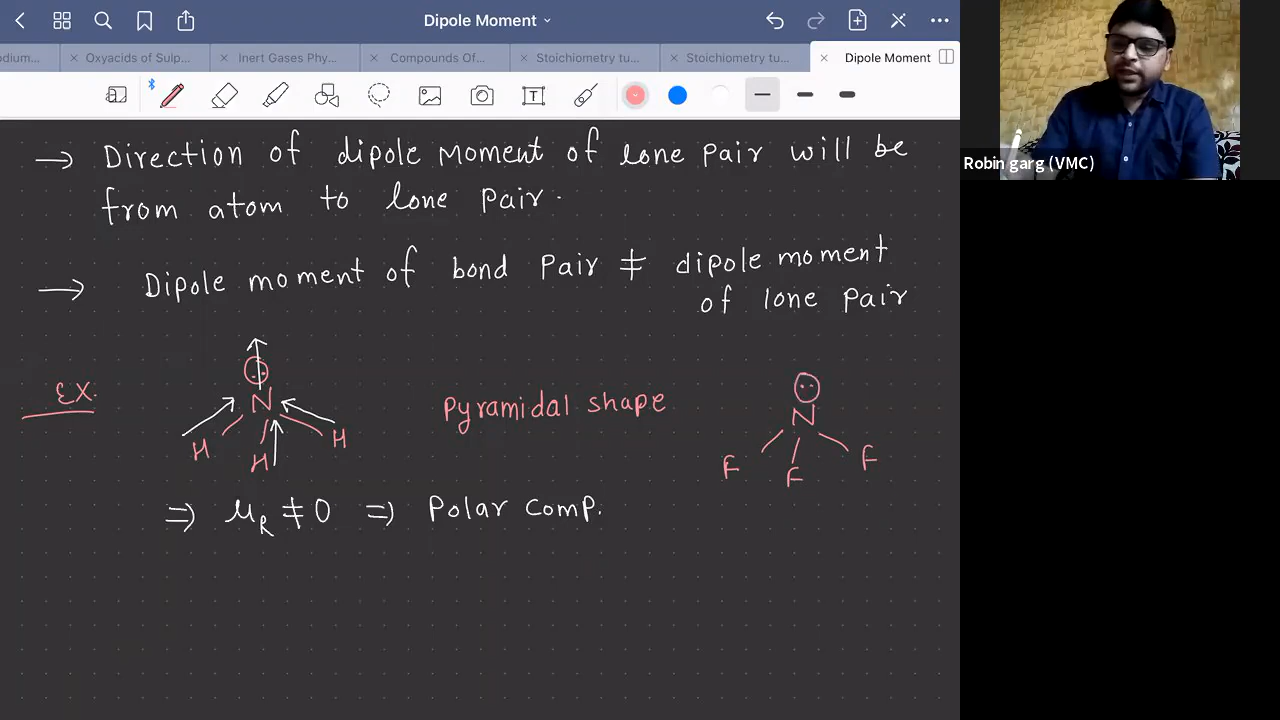 Dipole Moment
odium...
Oxyacids of Sulp...
Inert Gases Phy...
Compounds Of...
Stoichiometry tu...
Stoichiometry tu...
Dipole Moment
T
→ Direction of dipole Moment of lone Pair will be
from atom to lone Pair.
→ Dipole moment of bond Pair ≠ dipole moment
of lone Pair
Ex.
N
H H H
Pyramidal shape
N
F F F
⇒ μR ≠ 0 ⇒ Polar comp.
Robin garg (VMC)